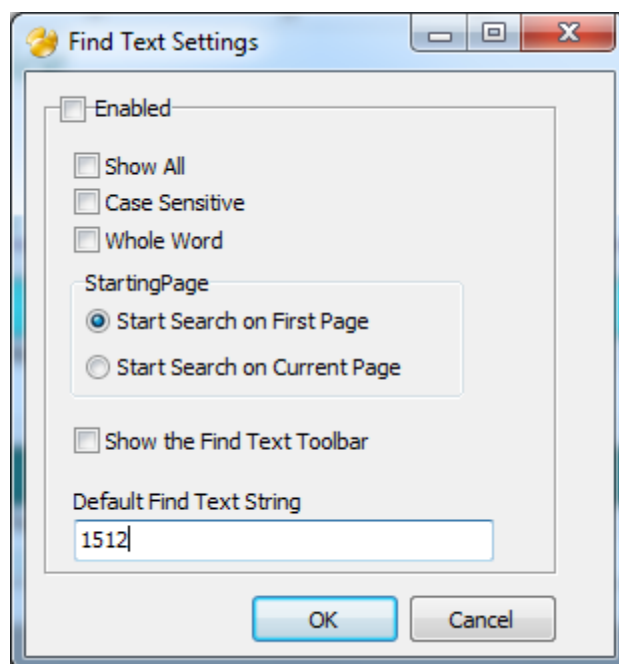 Find Text Settings
Enabled
Show All
Case Sensitive
Whole Word
StartingPage
Start Search on First Page
Start Search on Current Page
Show the Find Text Toolbar
Default Find Text String
1512
OK Cancel